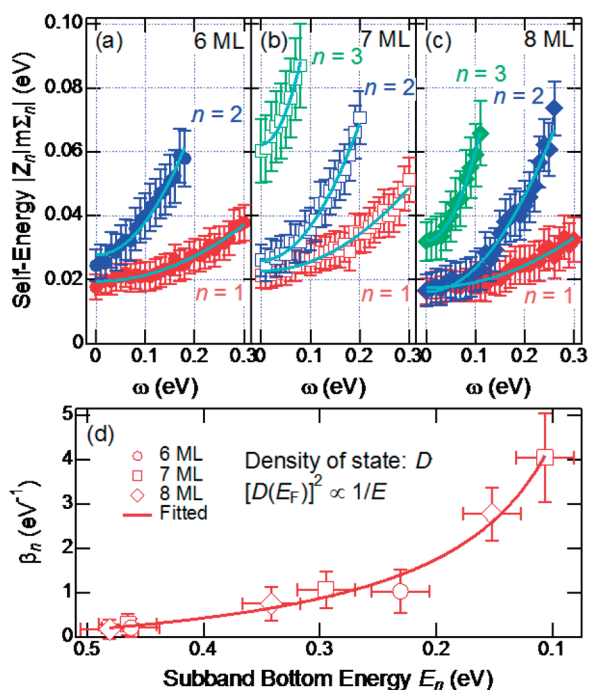 (a) 6 ML
(b) 7 ML
(c) 8 ML
Self-Energy |Z_n|mΣ_n| (eV)
0.10
0.08
0.06
0.04
0.02
0.00
n = 2
n = 1
n = 3
n = 2
n = 1
n = 3
n = 2
n = 1
0 0.1 0.2 0.3
0 0.1 0.2 0.3
0 0.1 0.2 0.3
ω (eV)
ω (eV)
ω (eV)
(d)
6 ML
7 ML
8 ML
Fitted
Density of state: D
[D(E_F)]² ∝ 1/E
β_n (eV⁻¹)
5
4
3
2
1
0
0.5 0.4 0.3 0.2 0.1
Subband Bottom Energy E_n (eV)